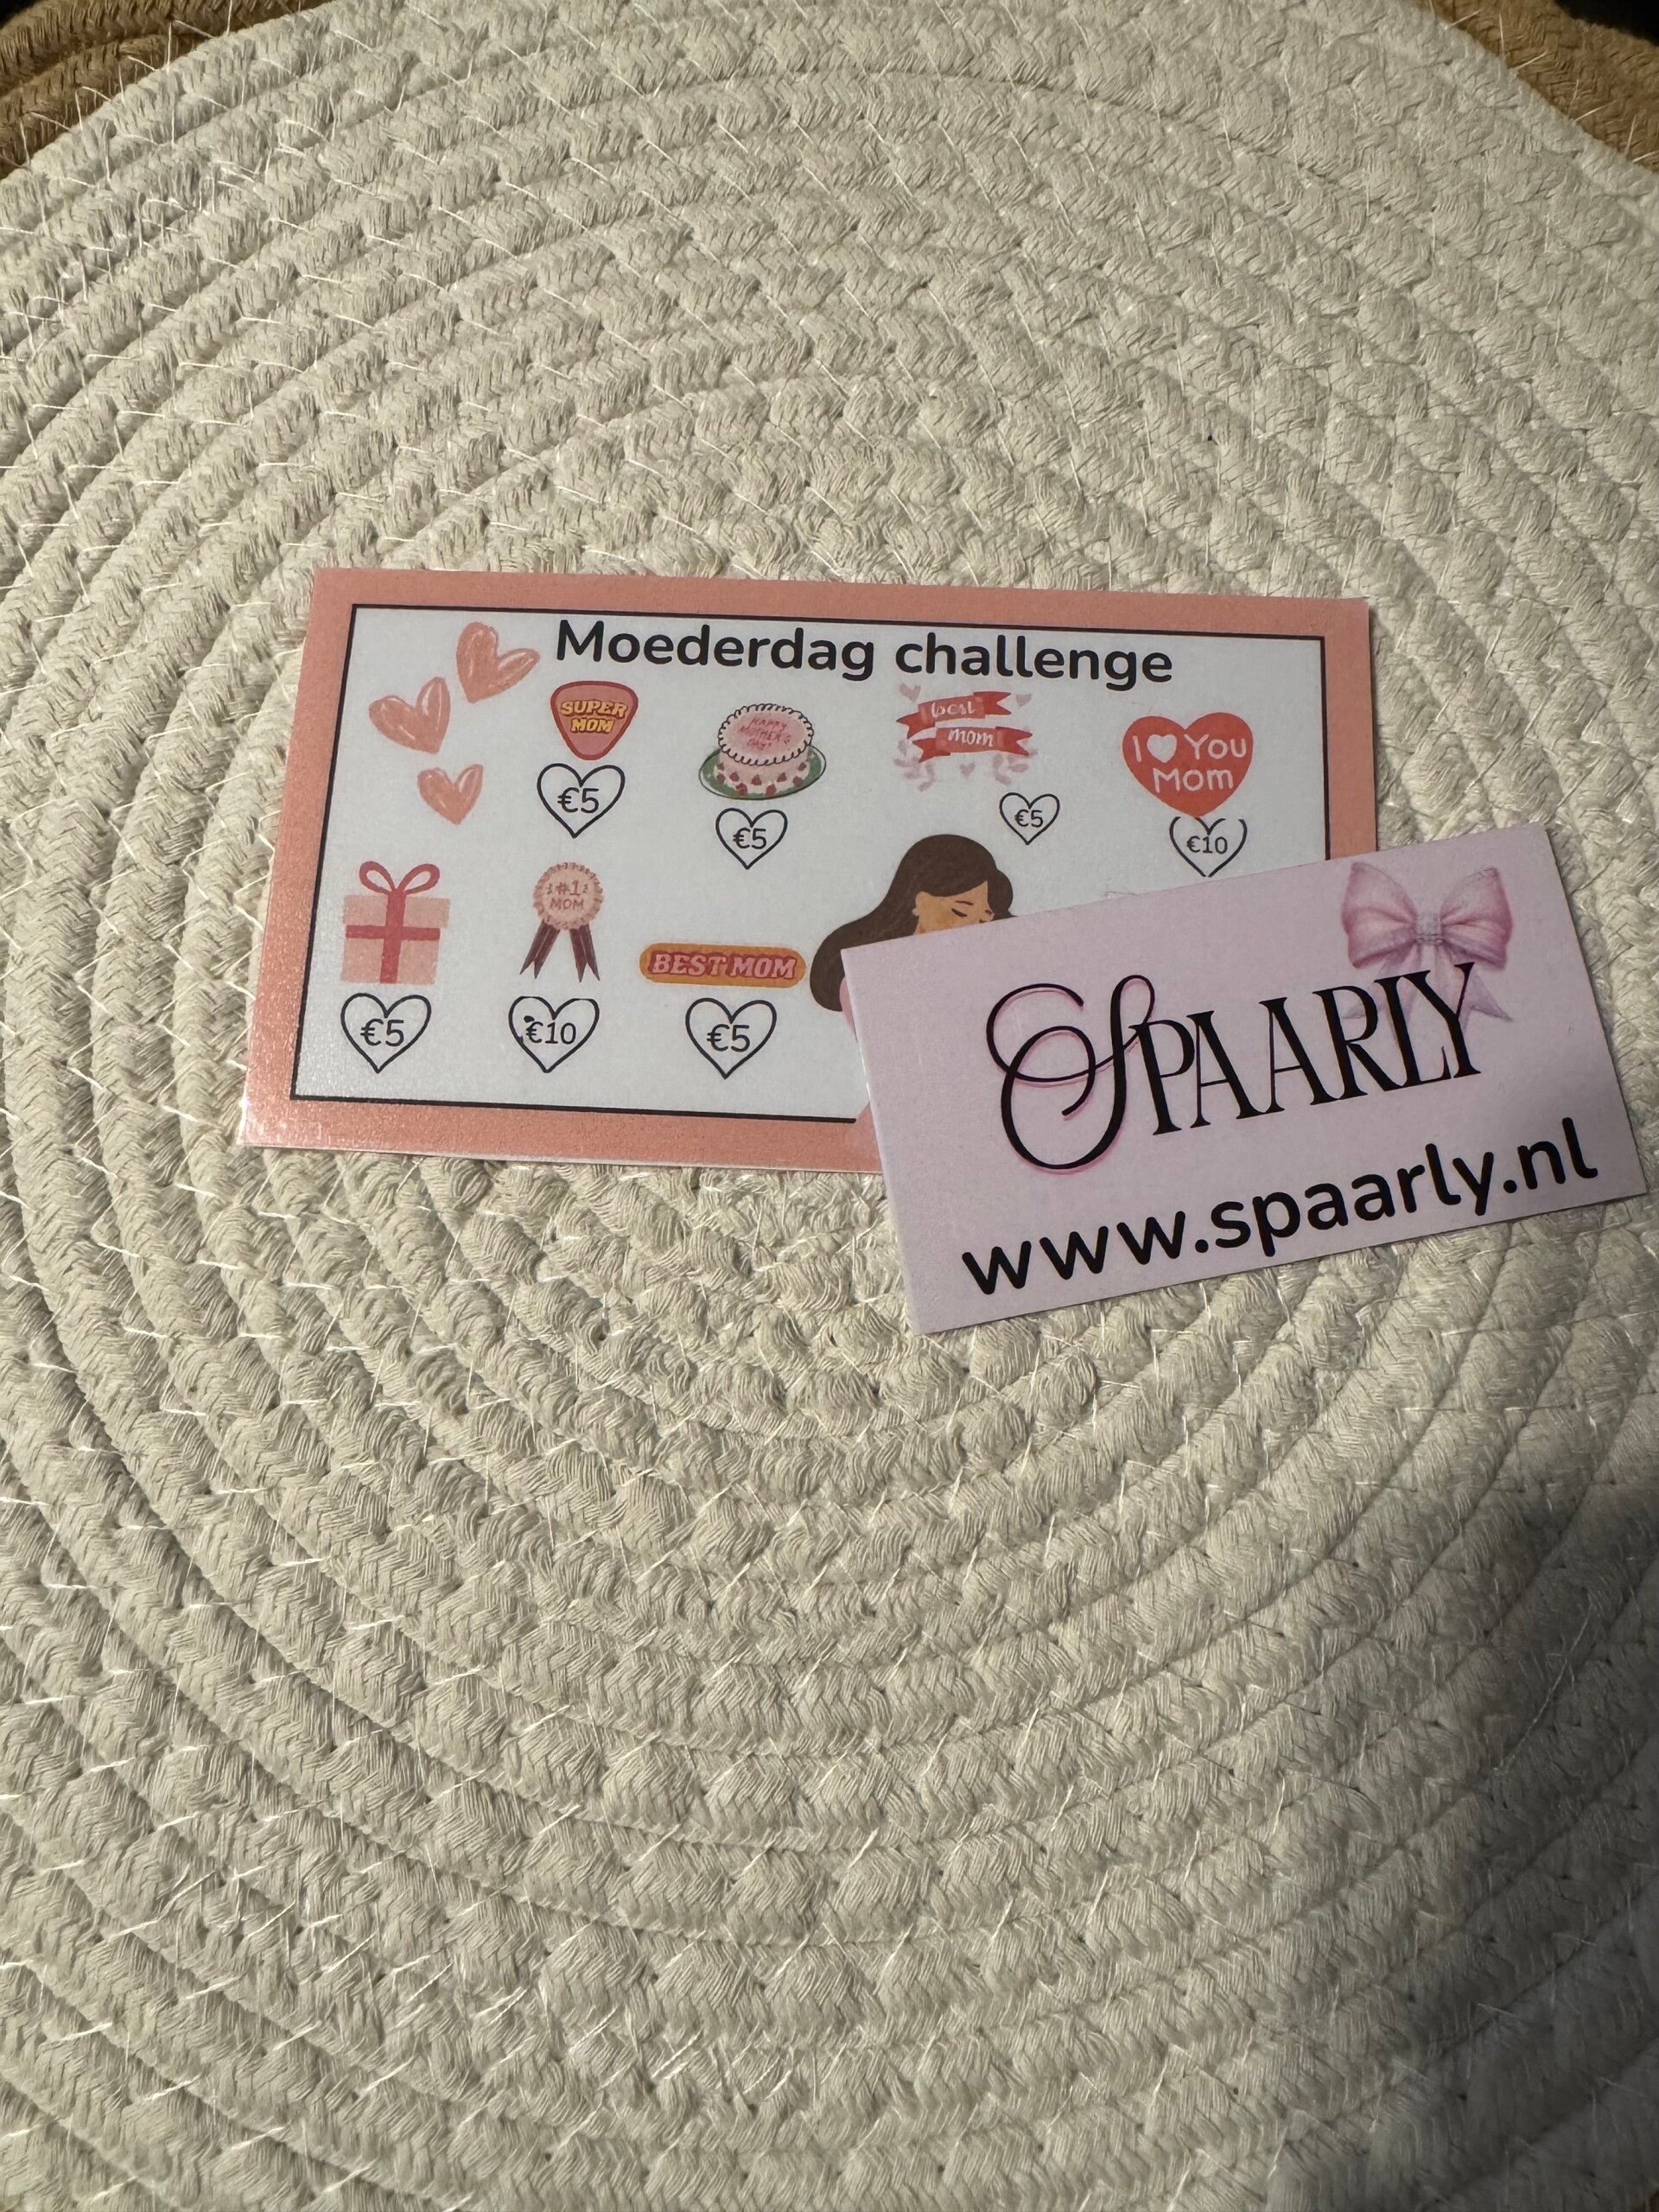 Moederdag challenge
SUPER
MOM
€5
HAPPY
MOTHER'S
DAY
€5
best
mom
€5
I You
Mom
€10
€5
#1
MOM
€10
BEST MOM
€5
SPAARLY
www.spaarly.nl